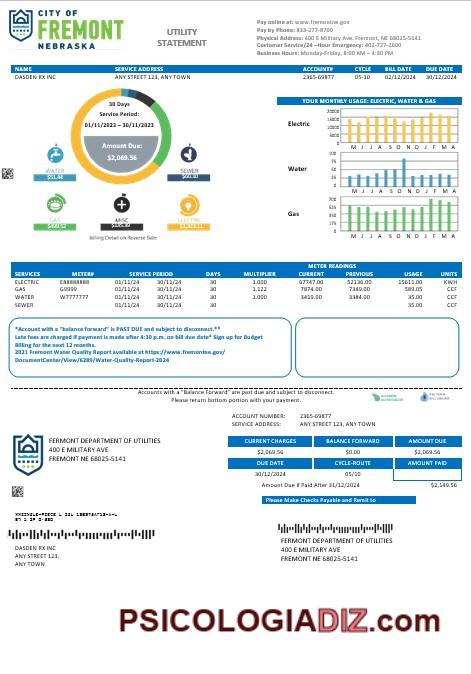 CITY OF
FREMONT
NEBRASKA
UTILITY
STATEMENT
Pay online at: www.fremontne.gov
Pay by Phone: 833-277-8709
Physical Address: 400 E Military Ave, Fremont, NE 68025-5141
Customer Service/24 –Hour Emergency: 402-727-2600
Business Hours: Monday-Friday, 8:00 AM – 4:30 PM
NAME SERVICE ADDRESS ACCOUNT# CYCLE BILL DATE DUE DATE
DASDEN RX INC ANY STREET 123, ANY TOWN 2365-69877 05-10 02/12/2024 30/12/2024
30 Days
Service Period:
01/11/2023 – 30/11/2023
Amount Due:
$2,069.56
WATER
$51.44
SEWER
GAS
$499.52
MISC
ELECTRIC
Billing Detail on Reverse Side
YOUR MONTHLY USAGE: ELECTRIC, WATER & GAS
Electric
20000
15000
10000
5000
0
M J J A S O N D J F M A
Water
100
80
60
40
20
0
M J J A S O N D J F M A
Gas
M J J A S O N D J F M A
METER READINGS
SERVICES METER# SERVICE PERIOD DAYS MULTIPLIER CURRENT PREVIOUS USAGE UNITS
ELECTRIC E88888888 01/11/24 30/11/24 30 1.000 67747.00 52136.00 15611.00 KWH
GAS G9999 01/11/24 30/11/24 30 1.122 7874.00 7349.00 589.05 CCF
WATER W7777777 01/11/24 30/11/24 30 1.000 3419.00 3384.00 35.00 CCF
SEWER 01/11/24 30/11/24 30 35.00 CCF
*Account with a "balance forward" is PAST DUE and subject to disconnect.**
Late fees are charged if payment is made after 4:30 p.m. on bill due date* Sign up for Budget
Billing for the next 12 months.
2021 Fremont Water Quality Report available at https://www.fremontne.gov/
DocumentCenter/View/6289/Water-Quality-Report-2024
Accounts with a "Balance Forward" are past due and subject to disconnect.
Please return bottom portion with your payment.
ACCOUNT NUMBER: 2365-69877
SERVICE ADDRESS: ANY STREET 123, ANY TOWN
FERMONT DEPARTMENT OF UTILITIES
400 E MILITARY AVE
FREMONT NE 68025-5141
CURRENT CHARGES BALANCE FORWARD AMOUNT DUE
$2,069.56 $0.00 $2,069.56
DUE DATE CYCLE-ROUTE AMOUNT PAID
30/12/2024 05/10
Amount Due if Paid After 31/12/2024 $2,149.56
Please Make Checks Payable and Remit to
DASDEN RX INC
ANY STREET 123,
ANY TOWN
FERMONT DEPARTMENT OF UTILITIES
400 E MILITARY AVE
FREMONT NE 68025-5141
PSICOLOGIADIZ.com